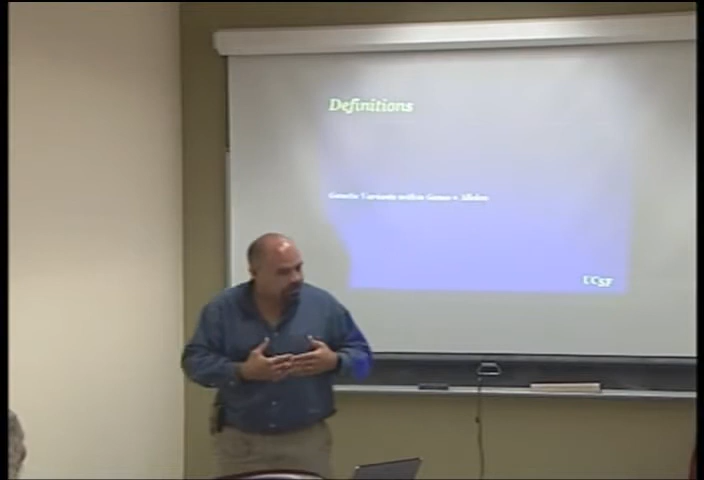 Definitions
Genetic Variants within Genes = Alleles
UCSF